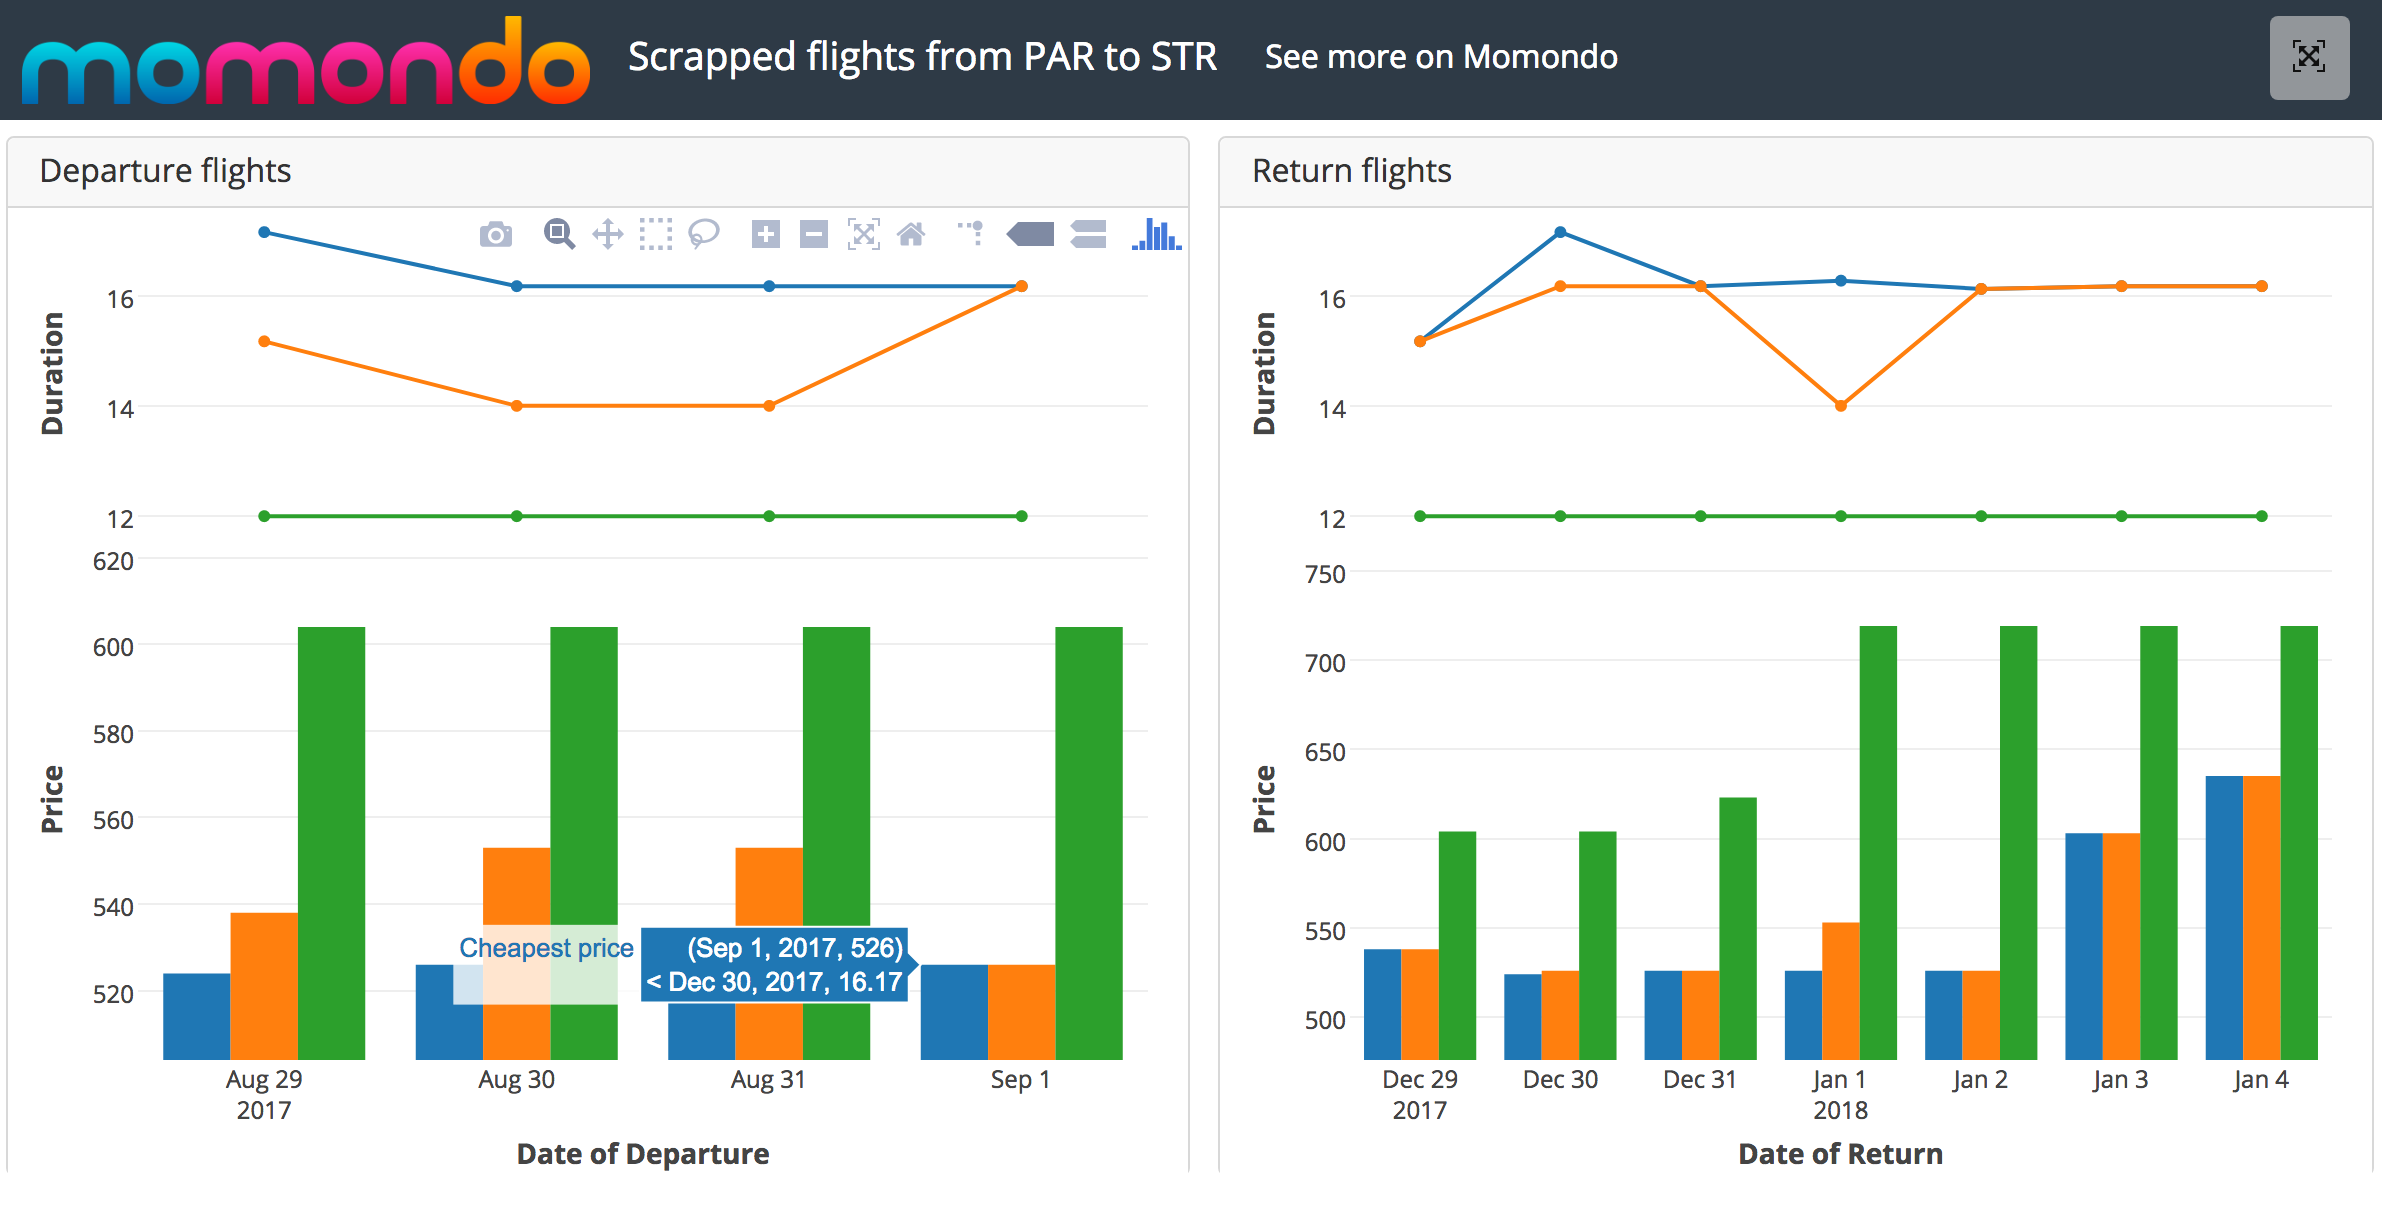 momondo
Scrapped flights from PAR to STR
See more on Momondo
Departure flights
16
14
12
Duration
620
600
580
560
540
520
Price
Cheapest price
(Sep 1, 2017, 526)
< Dec 30, 2017, 16.17
Aug 29
2017
Aug 30
Aug 31
Sep 1
Date of Departure
Return flights
16
14
12
Duration
750
700
650
600
550
500
Price
Dec 29
2017
Dec 30
Dec 31
Jan 1
2018
Jan 2
Jan 3
Jan 4
Date of Return